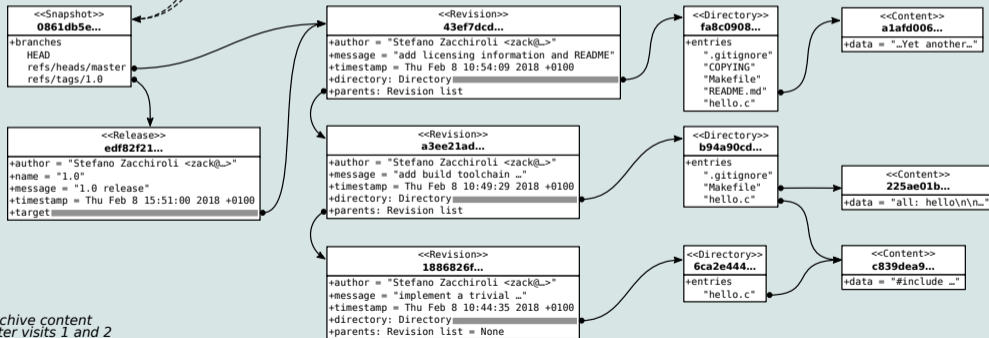 <<Snapshot>>
0861db5e...
+branches
HEAD
refs/heads/master
refs/tags/1.0
<<Release>>
edf82f21...
+author = "Stefano Zacchiroli <zack@…>"
+name = "1.0"
+message = "1.0 release"
+timestamp = Thu Feb 8 15:51:00 2018 +0100
+target
<<Revision>>
43ef7dcd...
+author = "Stefano Zacchiroli <zack@…>"
+message = "add licensing information and README"
+timestamp = Thu Feb 8 10:54:09 2018 +0100
+directory: Directory
+parents: Revision list
<<Revision>>
a3ee21ad...
+author = "Stefano Zacchiroli <zack@…>"
+message = "add build toolchain …"
+timestamp = Thu Feb 8 10:49:29 2018 +0100
+directory: Directory
+parents: Revision list
<<Revision>>
1886826f...
+author = "Stefano Zacchiroli <zack@…>"
+message = "implement a trivial …"
+timestamp = Thu Feb 8 10:44:35 2018 +0100
+directory: Directory
+parents: Revision list = None
<<Directory>>
fa8c0908...
+entries
".gitignore"
"COPYING"
"Makefile"
"README.md"
"hello.c"
<<Directory>>
b94a90cd...
+entries
".gitignore"
"Makefile"
"hello.c"
<<Directory>>
6ca2e444...
+entries
"hello.c"
<<Content>>
a1afd006...
+data = "…Yet another…"
<<Content>>
225ae01b...
+data = "all: hello\n\n…"
<<Content>>
c839dea9...
+data = "#include …"
chive content
ter visits 1 and 2